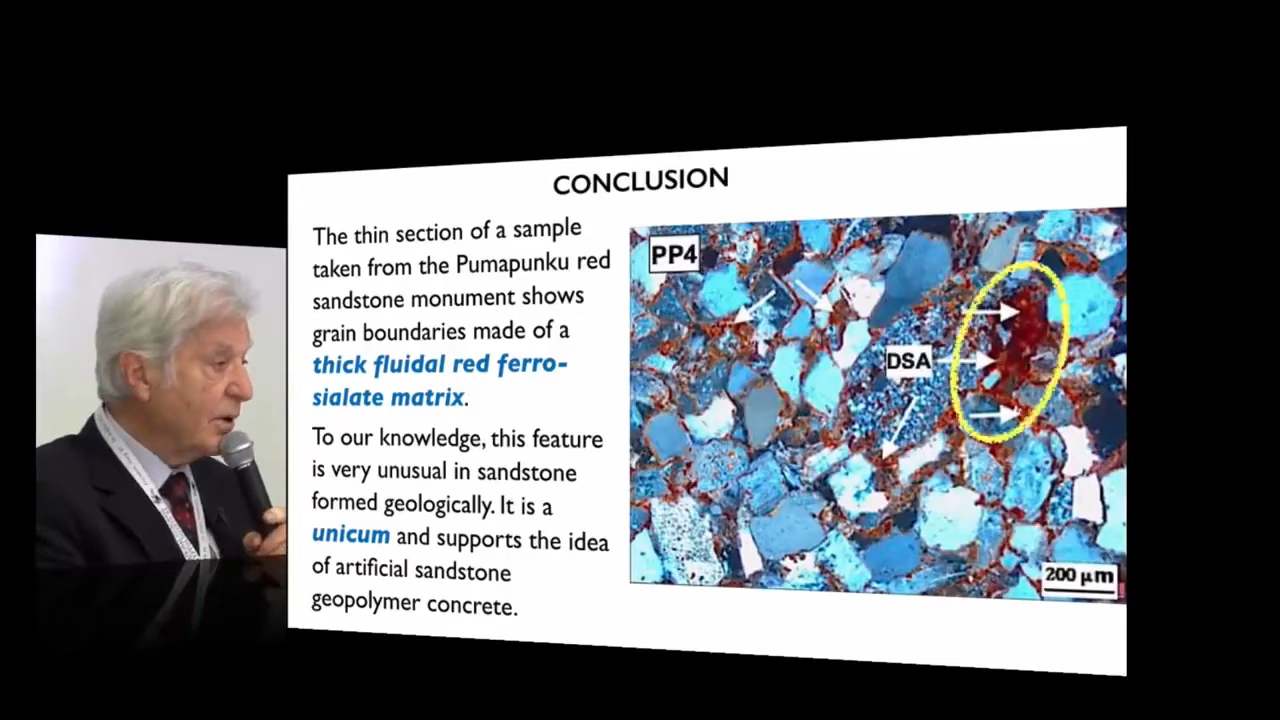 CONCLUSION
The thin section of a sample
taken from the Pumapunku red
sandstone monument shows
grain boundaries made of a
thick fluidal red ferro-
sialate matrix.
To our knowledge, this feature
is very unusual in sandstone
formed geologically. It is a
unicum and supports the idea
of artificial sandstone
geopolymer concrete.
PP4
DSA
200 µm